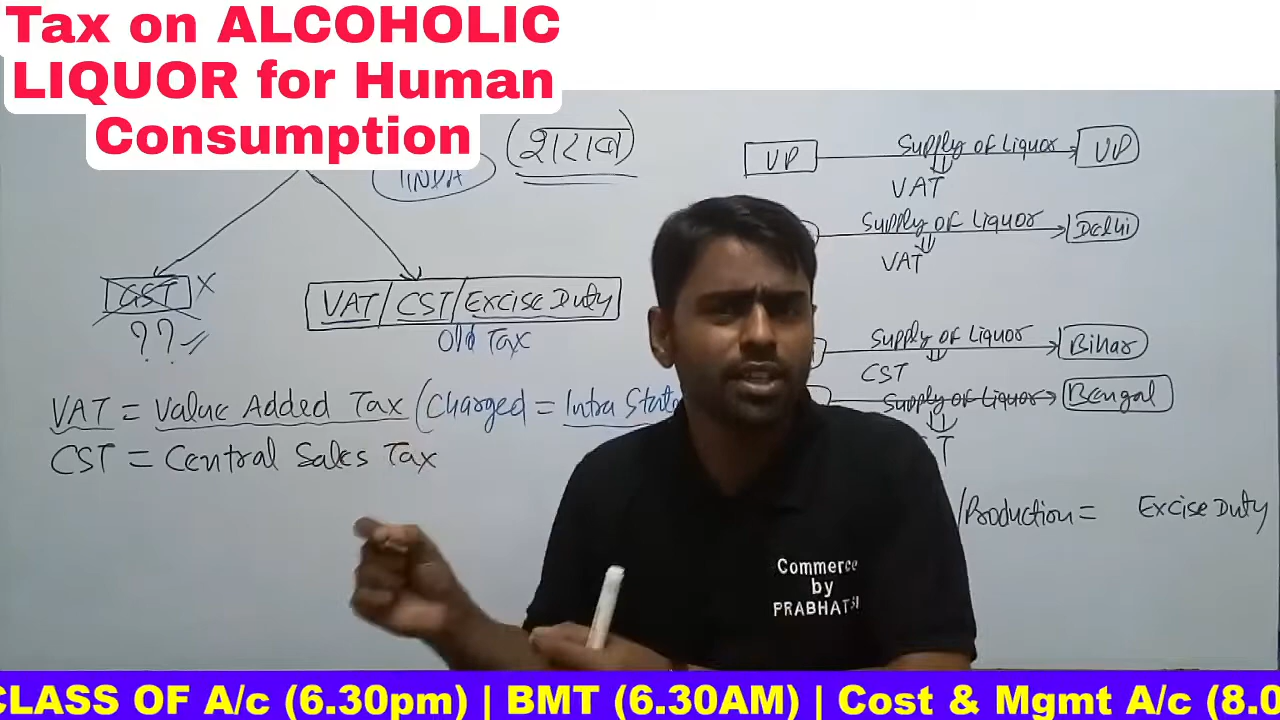 Tax on ALCOHOLIC
LIQUOR for Human
Consumption
(शराब)
GST X
??
VAT/CST/Excise Duty
Old Tax
VAT = Value Added Tax (Charged = Intra State
CST = Central Sales Tax
UP Supply of Liquor UP
VAT
Supply of Liquor Delhi
VAT
Supply of Liquor Bihar
CST
Supply of Liquor Bengal
/Production = Excise Duty
Commerce
by
PRABHAT
CLASS OF A/c (6.30pm) | BMT (6.30AM) | Cost & Mgmt A/c (8.0